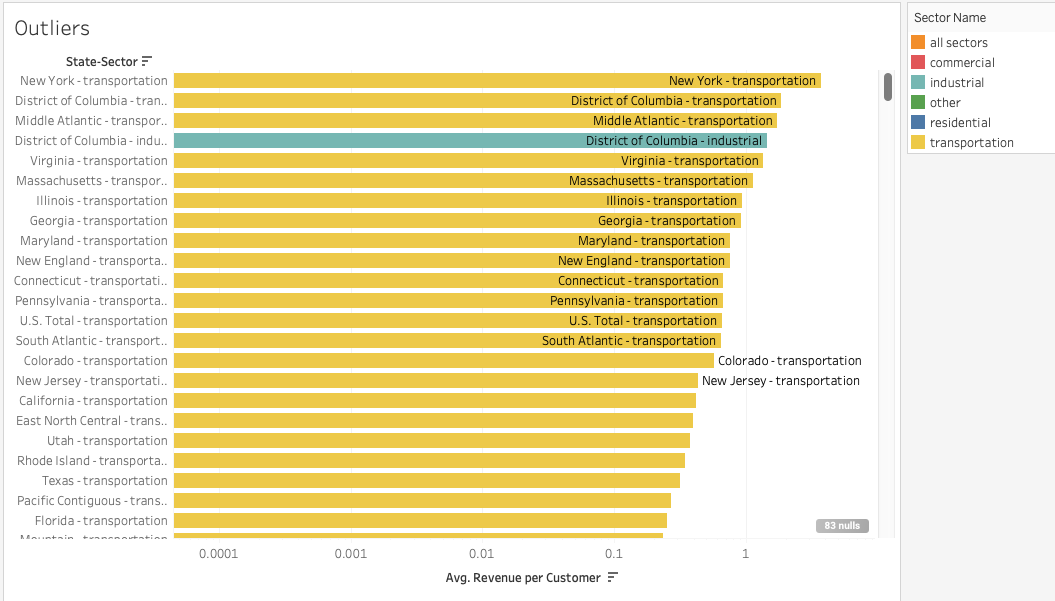 Outliers
Sector Name
all sectors
commercial
industrial
other
residential
transportation
State-Sector
New York - transportation New York - transportation
District of Columbia - tran.. District of Columbia - transportation
Middle Atlantic - transpor.. Middle Atlantic - transportation
District of Columbia - indu.. District of Columbia - industrial
Virginia - transportation Virginia - transportation
Massachusetts - transpor.. Massachusetts - transportation
Illinois - transportation Illinois - transportation
Georgia - transportation Georgia - transportation
Maryland - transportation Maryland - transportation
New England - transporta.. New England - transportation
Connecticut - transportati.. Connecticut - transportation
Pennsylvania - transporta.. Pennsylvania - transportation
U.S. Total - transportation U.S. Total - transportation
South Atlantic - transport.. South Atlantic - transportation
Colorado - transportation Colorado - transportation
New Jersey - transportati.. New Jersey - transportation
California - transportation
East North Central - trans..
Utah - transportation
Rhode Island - transporta..
Texas - transportation
Pacific Contiguous - trans..
Florida - transportation
83 nulls
Mountain - transportation
0.0001 0.001 0.01 0.1 1
Avg. Revenue per Customer